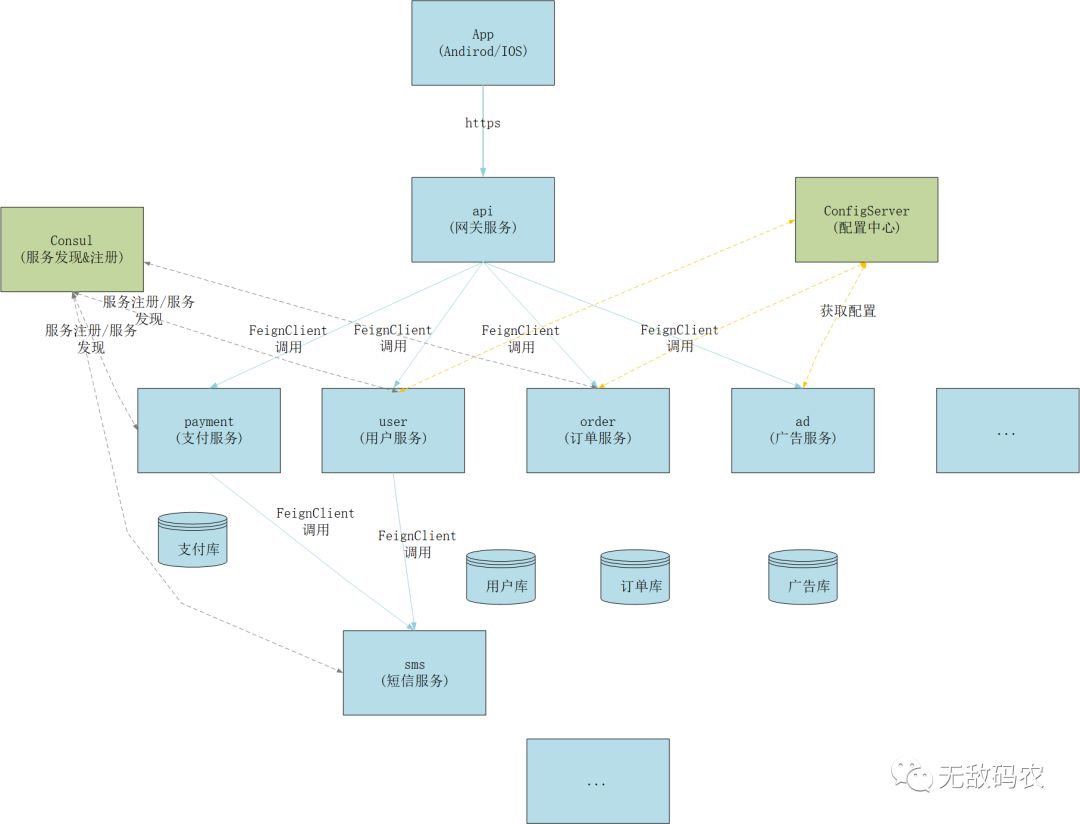 App
(Andirod/IOS)
https
api
(网关服务)
ConfigServer
(配置中心)
Consul
(服务发现&注册)
服务注册/服务
发现
服务注册/服务
发现
FeignClient
调用
FeignClient
调用
FeignClient
调用
FeignClient
调用
获取配置
payment
(支付服务)
user
(用户服务)
order
(订单服务)
ad
(广告服务)
...
FeignClient
调用
FeignClient
调用
支付库
用户库
订单库
广告库
sms
(短信服务)
...
无敌码农